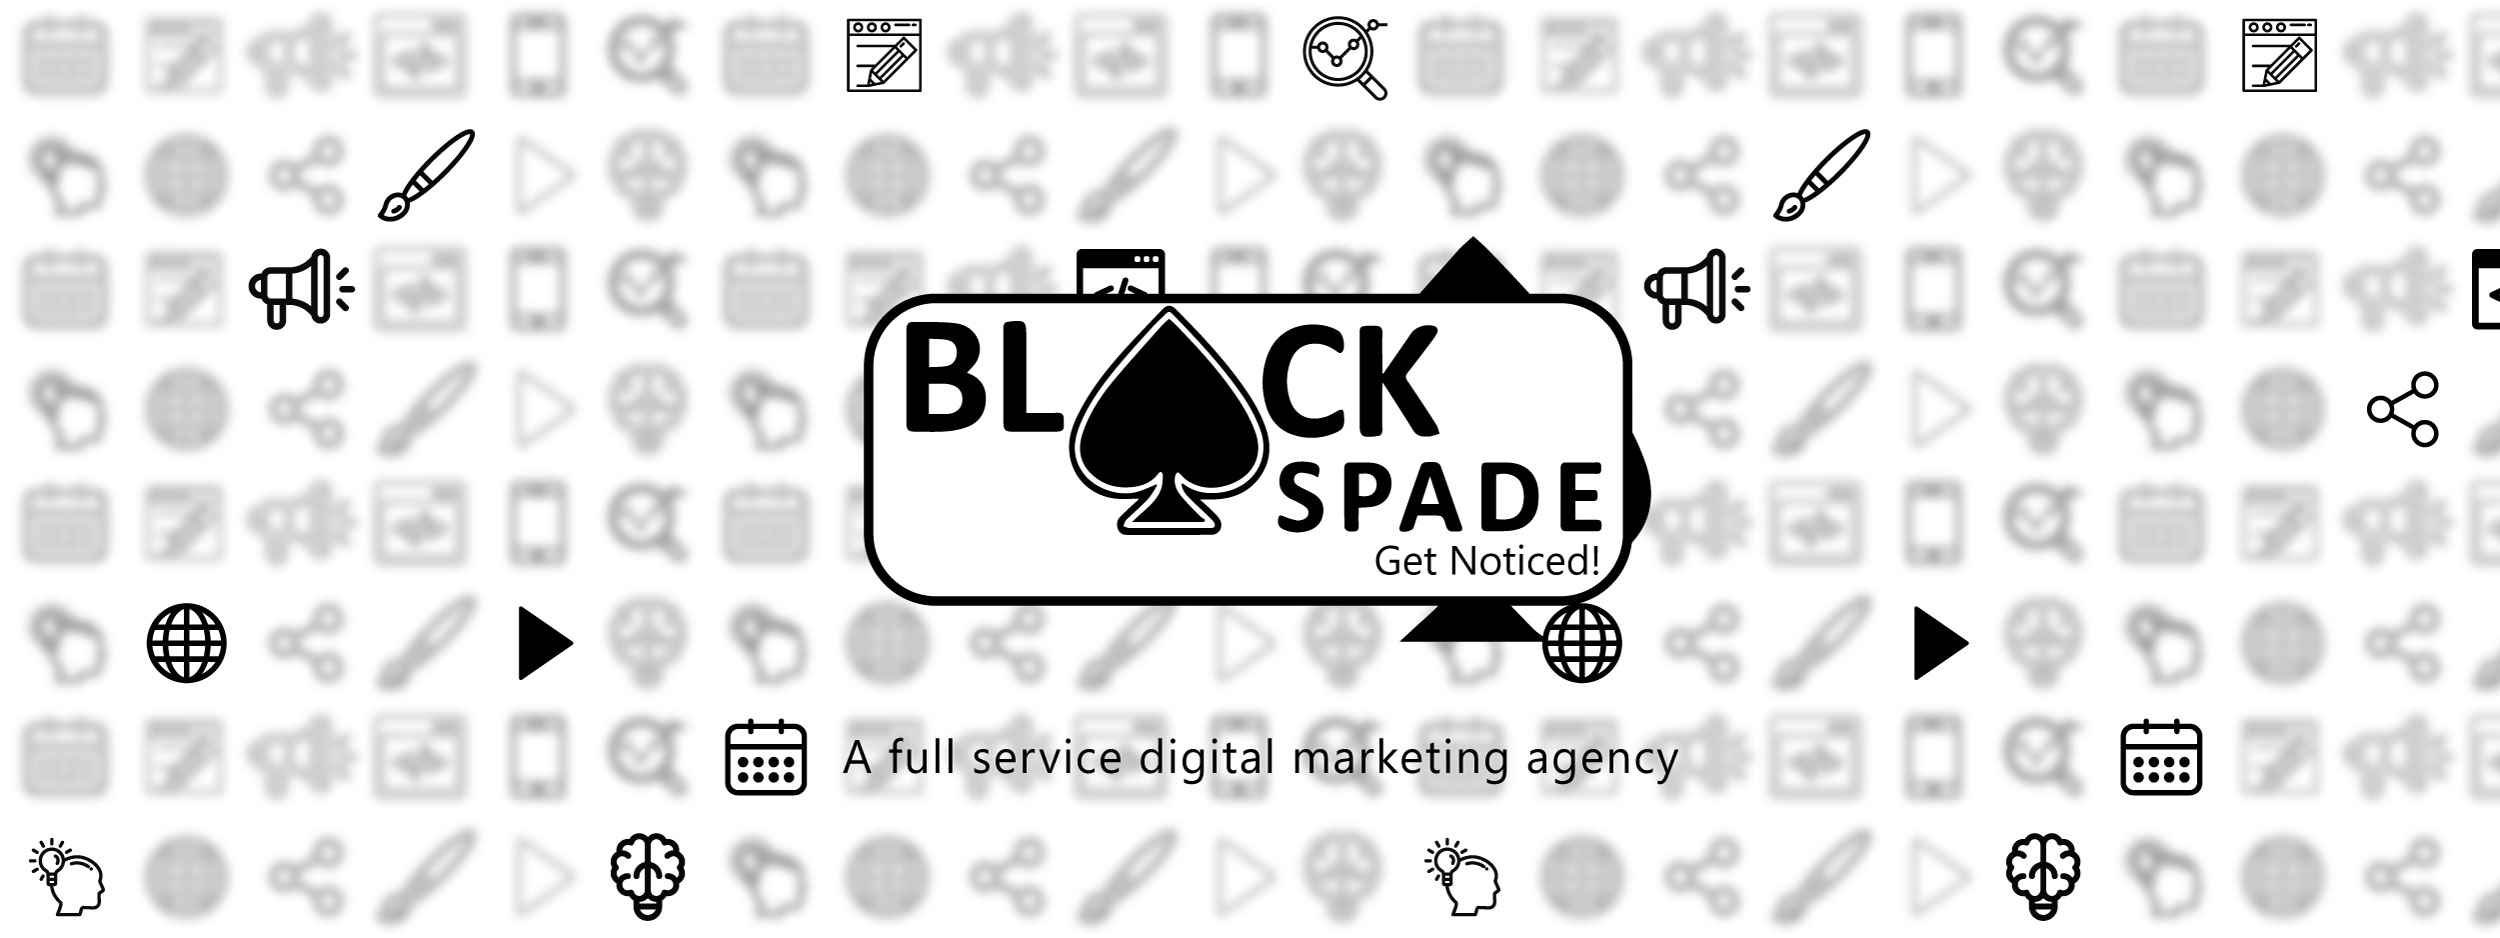 BL♠CK
SPADE
Get Noticed!
A full service digital marketing agency